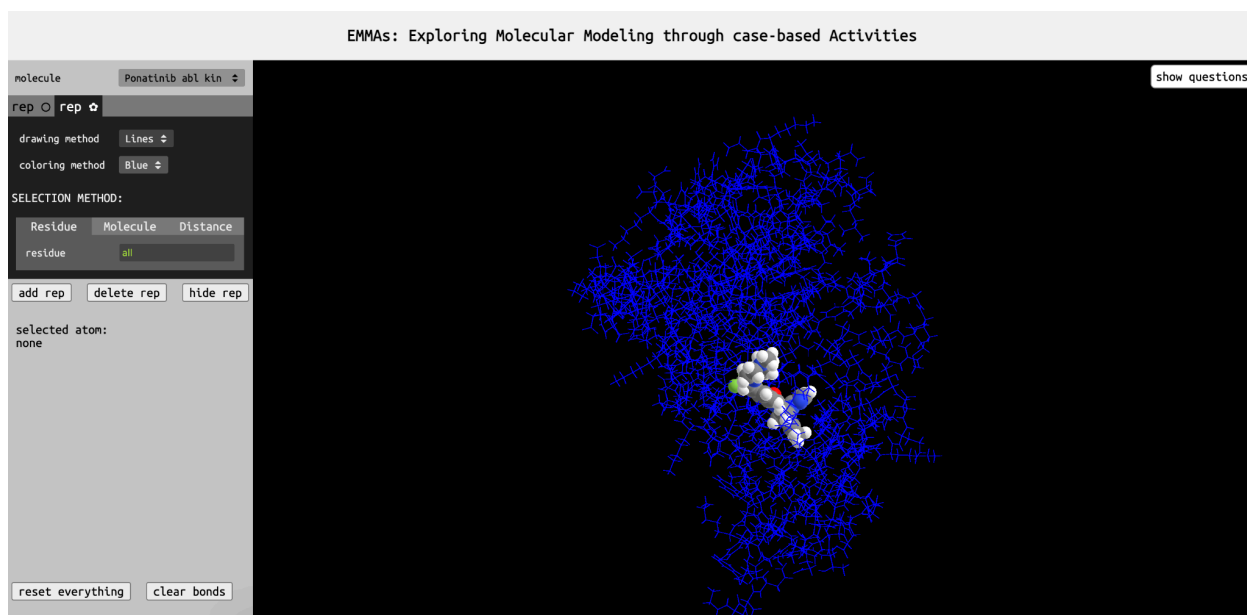 EMMAs: Exploring Molecular Modeling through case-based Activities
molecule Ponatinib abl kin
show questions
rep rep
drawing method Lines
coloring method Blue
SELECTION METHOD:
Residue Molecule Distance
residue all
add rep delete rep hide rep
selected atom:
none
reset everything clear bonds